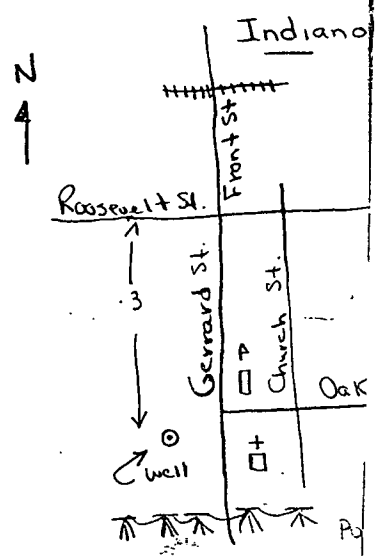 Indiano
N
Front St
Roosevelt St.
.3
Gerrard St.
Church St.
Oak
well